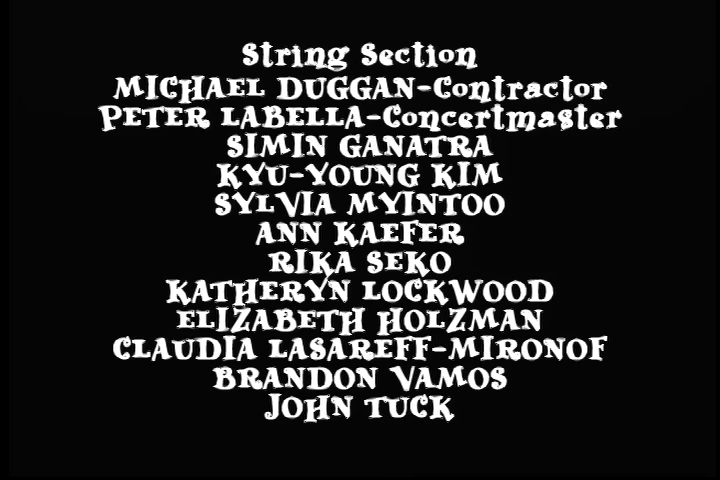 String Section
MICHAEL DUGGAN-Contractor
PETER LABELLA-Concertmaster
SIMIN GANATRA
KYU-YOUNG KIM
SYLVIA MYINTOO
ANN KAEFER
RIKA SEKO
KATHERYN LOCKWOOD
ELIZABETH HOLZMAN
CLAUDIA LASAREFF-MIRONOF
BRANDON VAMOS
JOHN TUCK